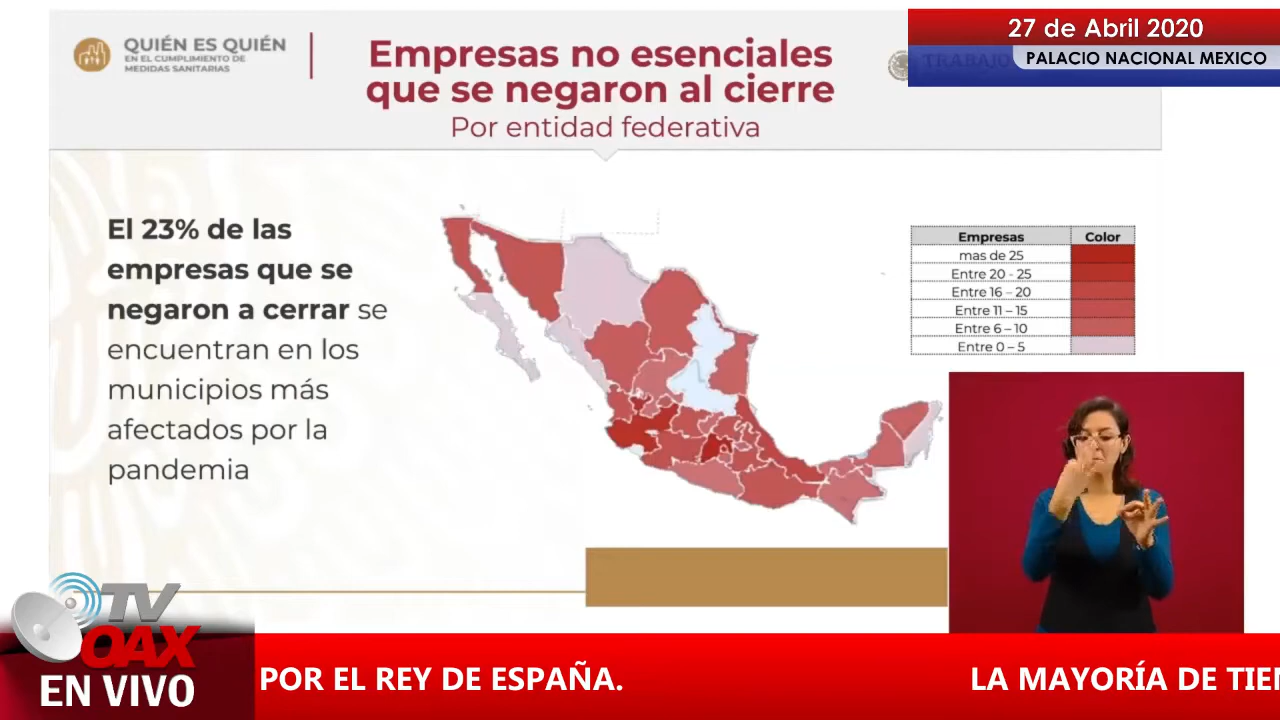 27 de Abril 2020
PALACIO NACIONAL MEXICO
QUIÉN ES QUIÉN
EN EL CUMPLIMIENTO DE
MEDIDAS SANITARIAS
Empresas no esenciales
que se negaron al cierre
Por entidad federativa
TRABAJO
El 23% de las
empresas que se
negaron a cerrar se
encuentran en los
municipios más
afectados por la
pandemia
Empresas Color
mas de 25
Entre 20 - 25
Entre 16 – 20
Entre 11 – 15
Entre 6 – 10
Entre 0 – 5
TV
OAX
EN VIVO
POR EL REY DE ESPAÑA. LA MAYORÍA DE TIEN